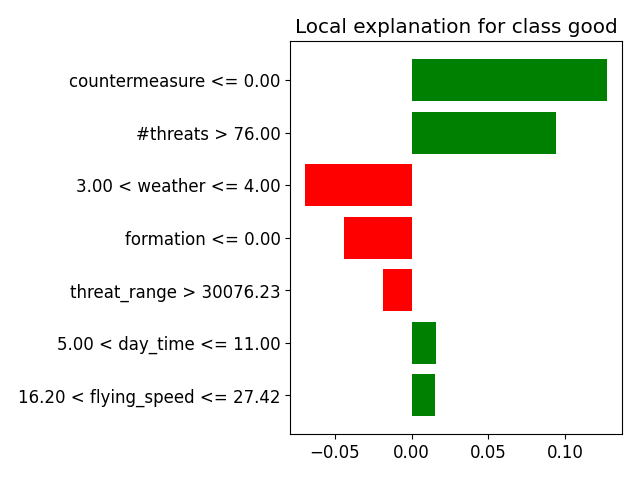 Local explanation for class good
countermeasure <= 0.00
#threats > 76.00
3.00 < weather <= 4.00
formation <= 0.00
threat_range > 30076.23
5.00 < day_time <= 11.00
16.20 < flying_speed <= 27.42
−0.05 0.00 0.05 0.10